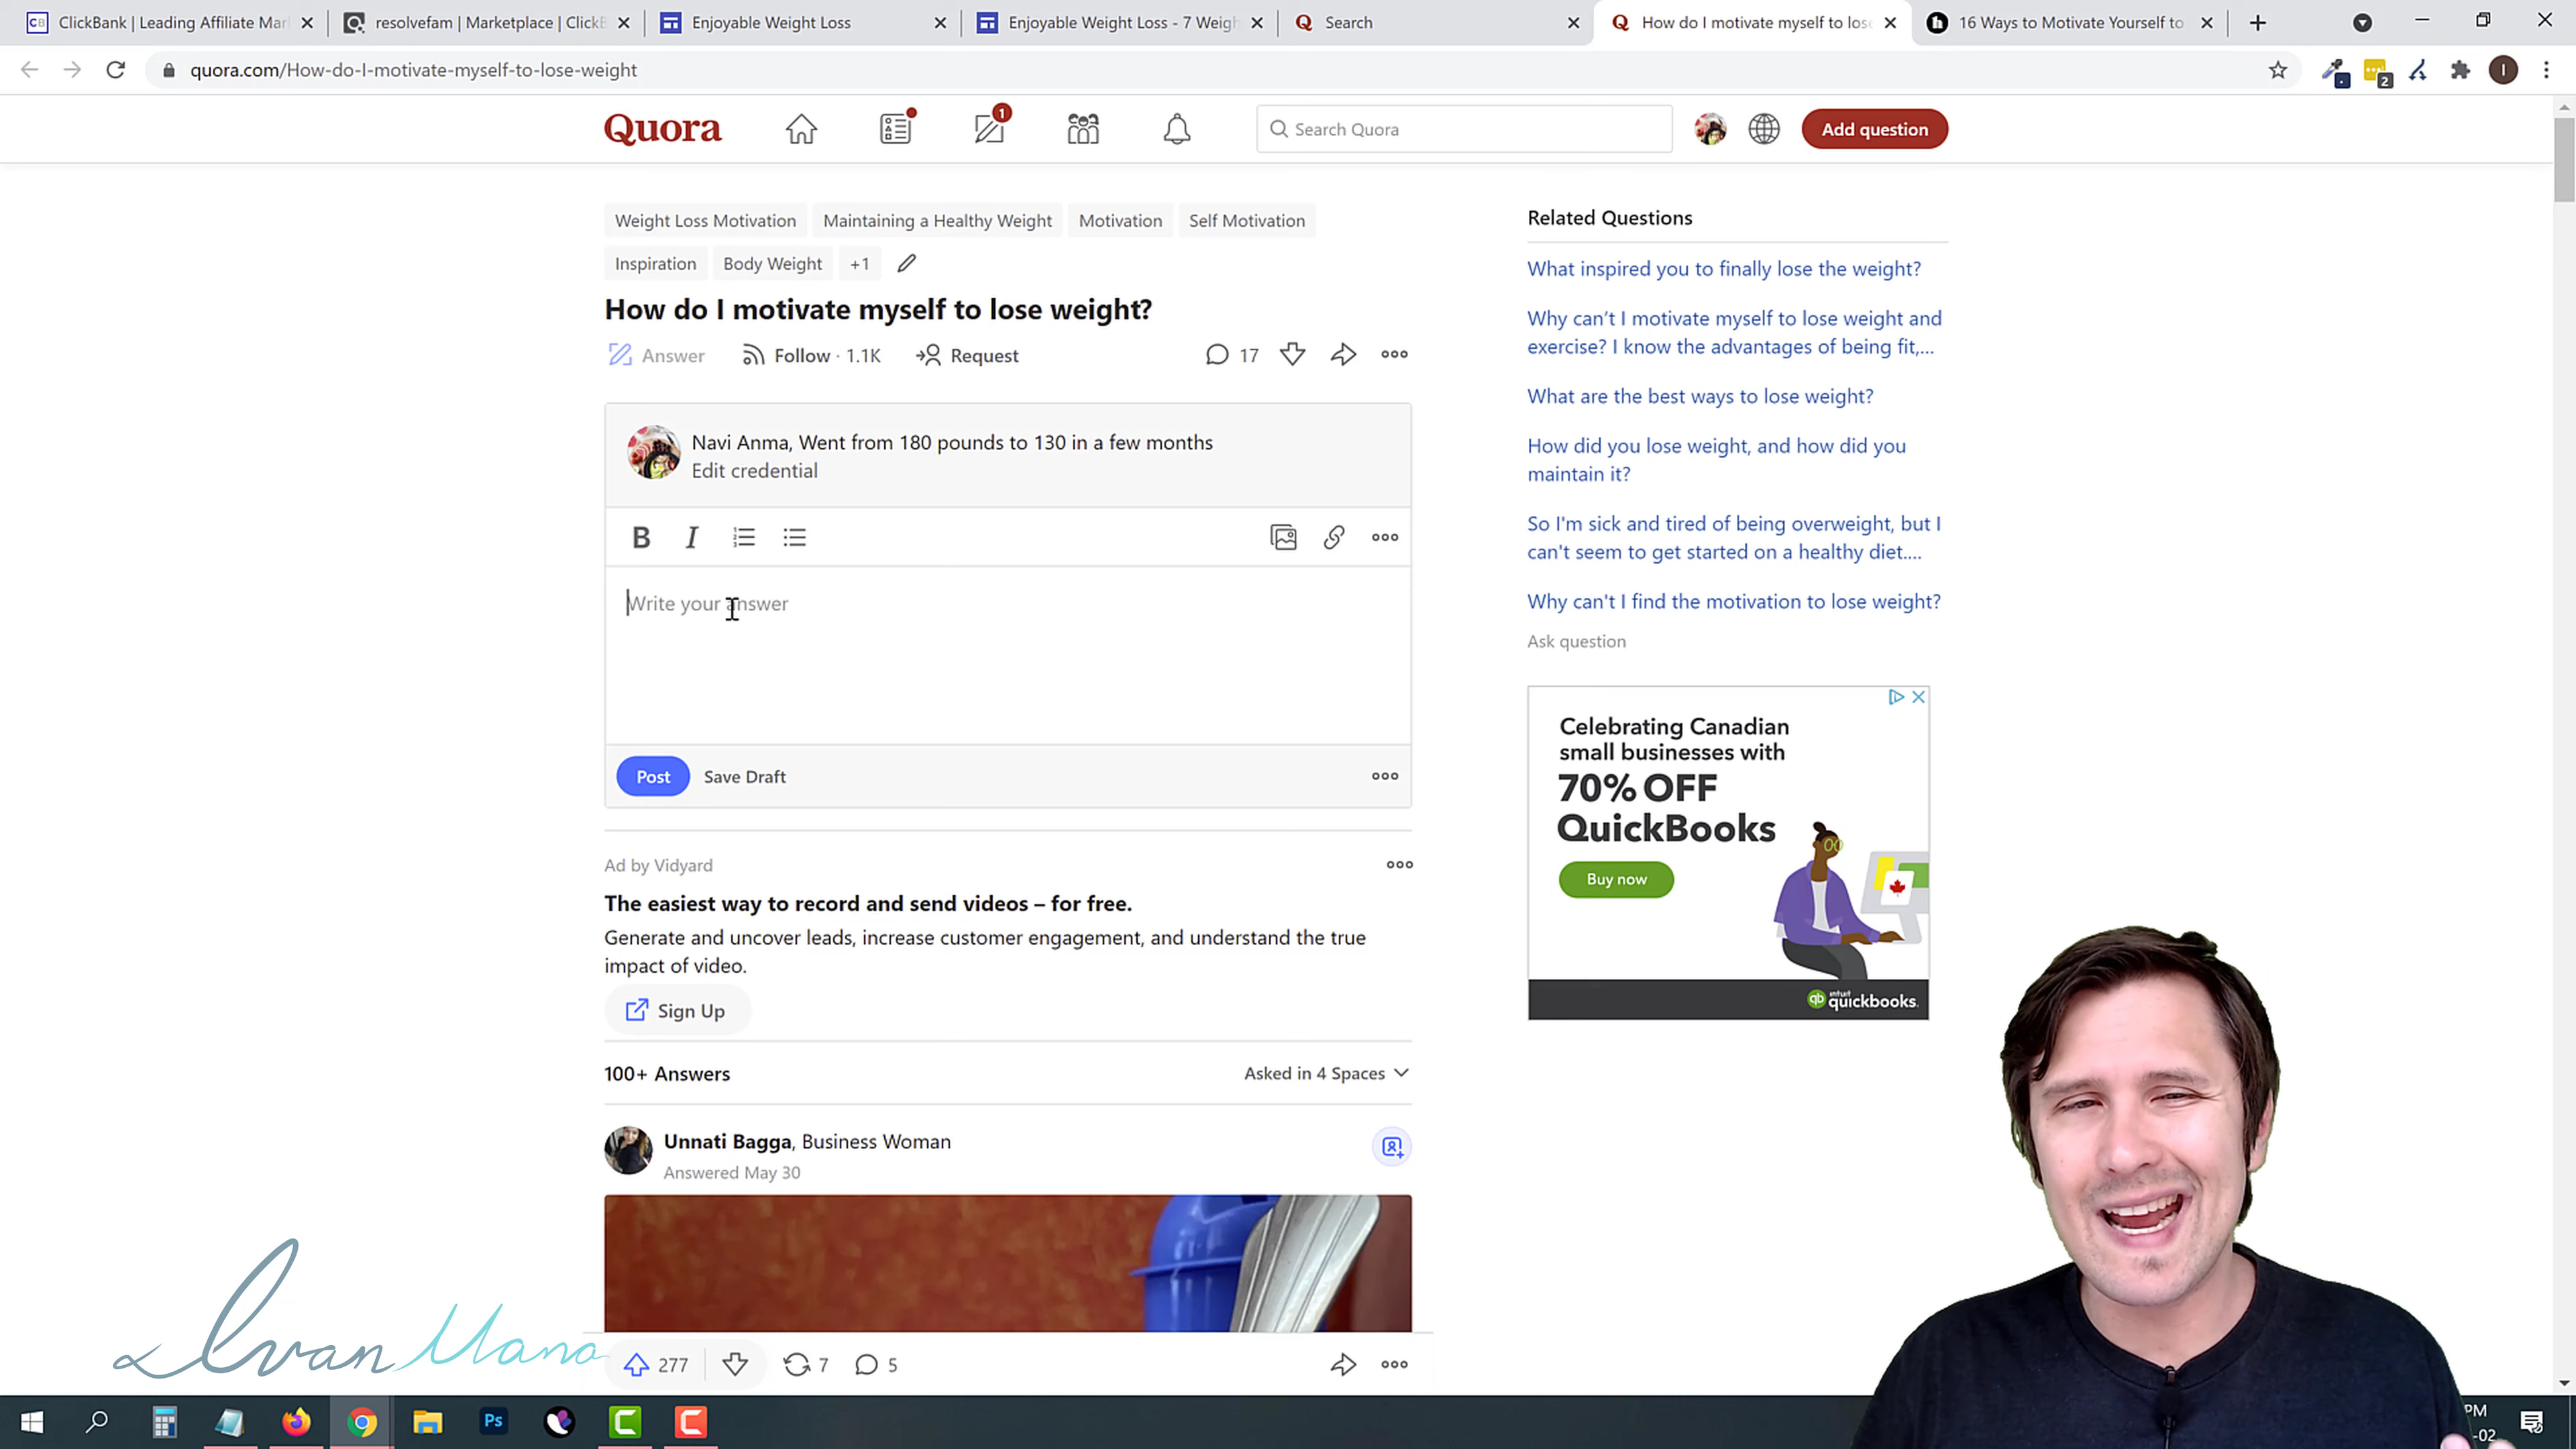 ClickBank | Leading Affiliate Mar
resolvefam | Marketplace | ClickB
Enjoyable Weight Loss
Enjoyable Weight Loss - 7 Weigh
Search
How do I motivate myself to lose
16 Ways to Motivate Yourself to
quora.com/How-do-I-motivate-myself-to-lose-weight
2
I
Quora
1
Search Quora
Add question
Weight Loss Motivation
Maintaining a Healthy Weight
Motivation
Self Motivation
Inspiration
Body Weight
+1
How do I motivate myself to lose weight?
Answer
Follow · 1.1K
Request
17
Navi Anma, Went from 180 pounds to 130 in a few months
Edit credential
B
I
Write your answer
Post
Save Draft
Ad by Vidyard
The easiest way to record and send videos – for free.
Generate and uncover leads, increase customer engagement, and understand the true
impact of video.
Sign Up
100+ Answers
Asked in 4 Spaces
Unnati Bagga, Business Woman
Answered May 30
277
7
5
Related Questions
What inspired you to finally lose the weight?
Why can't I motivate myself to lose weight and
exercise? I know the advantages of being fit,...
What are the best ways to lose weight?
How did you lose weight, and how did you
maintain it?
So I'm sick and tired of being overweight, but I
can't seem to get started on a healthy diet....
Why can't I find the motivation to lose weight?
Ask question
Celebrating Canadian
small businesses with
70% OFF
QuickBooks
Buy now
qb intuit quickbooks.
Ivan Mana
Ps
PM
-02